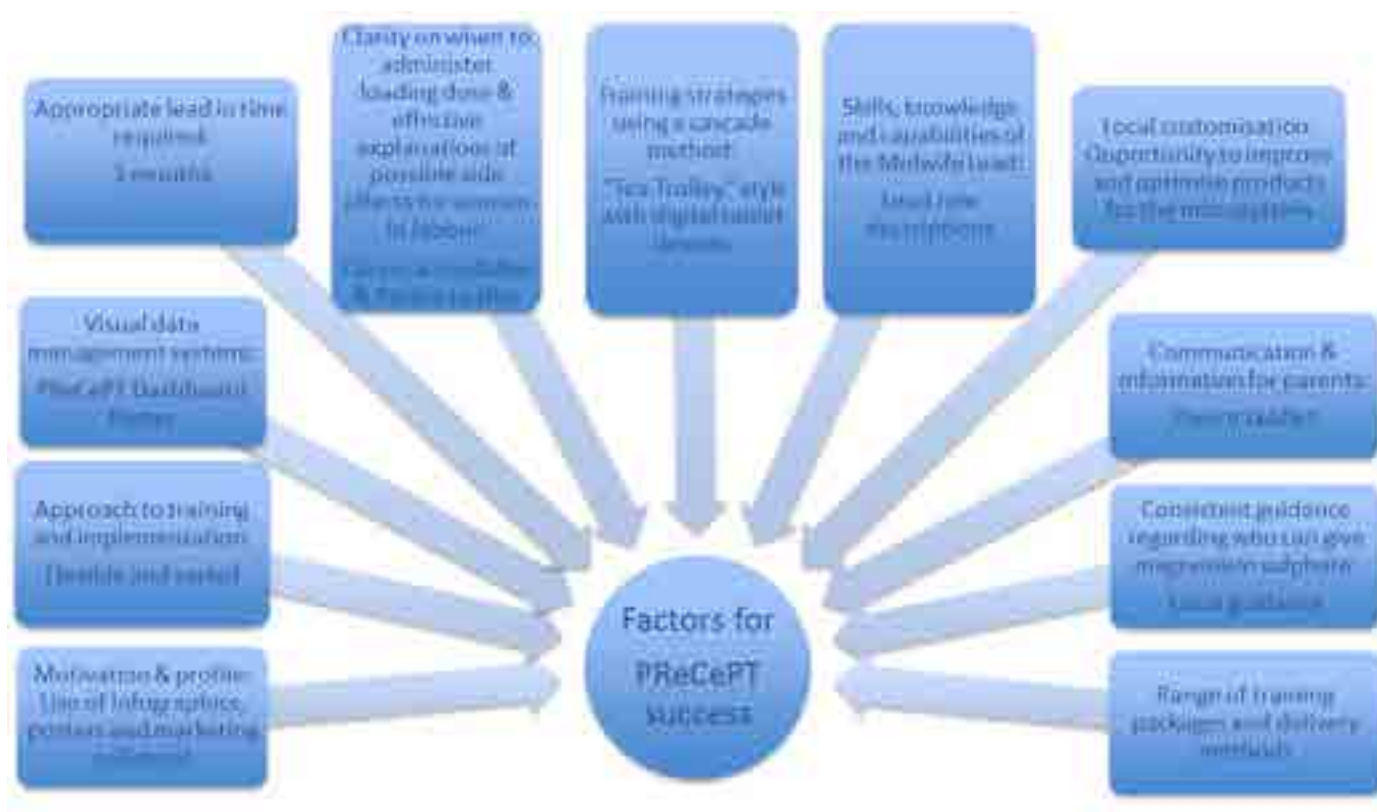 Appropriate lead in time
required:
3 months
Clarity on when to
administer
loading dose &
effective
explanations of
possible side
effects for women
in labour:
Training strategies
using a cascade
method:
"Tea Trolley" style
with digital tablet
devices
Skills, knowledge
and capabilities of
the Midwife Lead:
Lead role
descriptions
Local customisation
Opportunity to improve
and optimise products
for the
Visual data
management systems:
PReCePT Dashboard
Poster
Communication &
information for parents:
Parent leaflet
Approach to training
and implementation:
Flexible and varied
Consistent guidance
regarding who can give
magnesium sulphate
Local guidance
Motivation & profile:
Use of Infographics,
posters and marketing
Range of training
packages and delivery
methods
Factors for
PReCePT
success